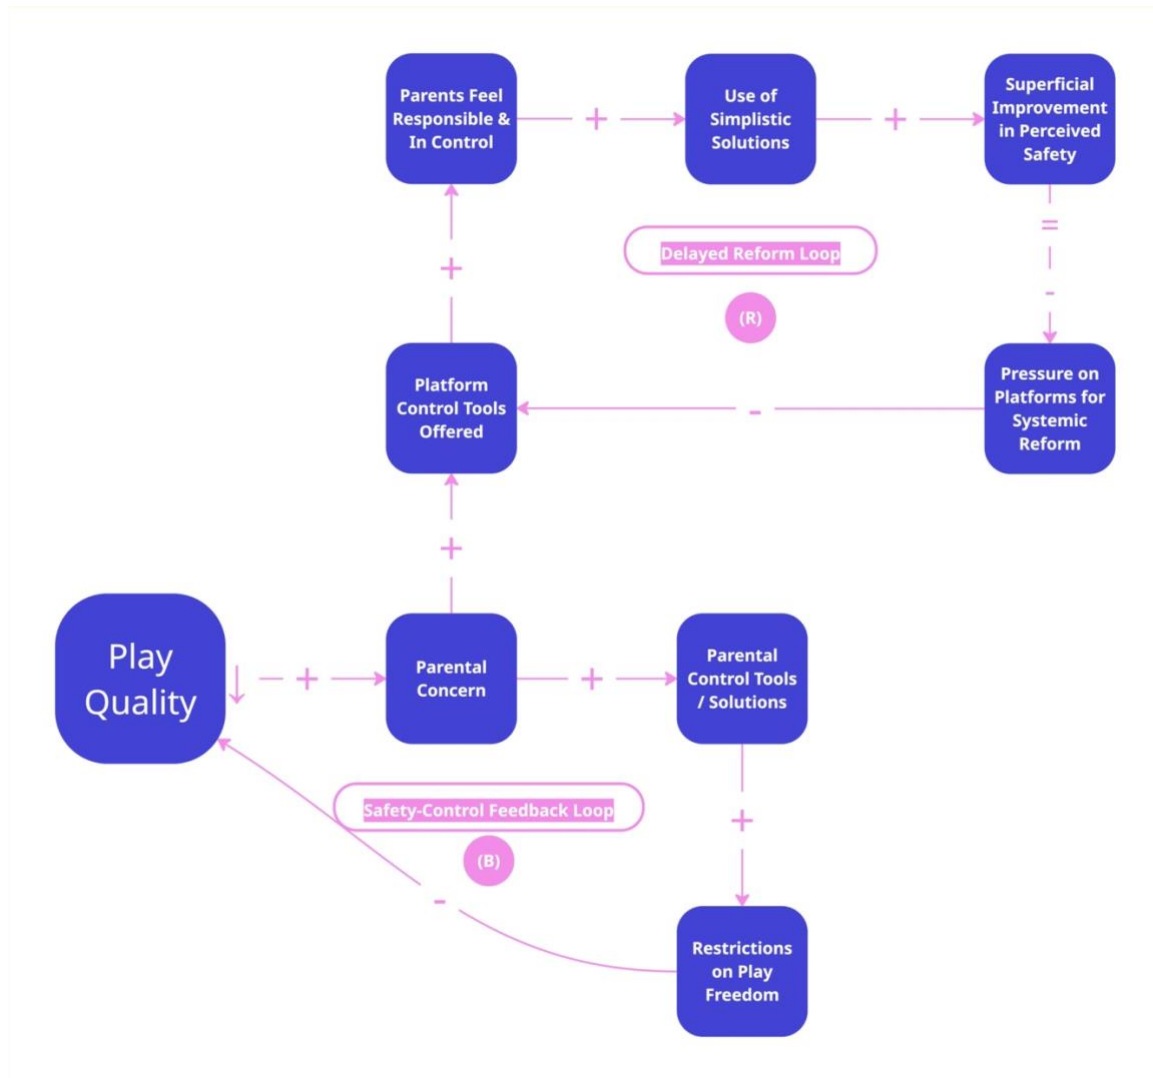 Parents Feel
Responsible &
In Control
+
Use of
Simplistic
Solutions
+
Superficial
Improvement
in Perceived
Safety
=
-
Delayed Reform Loop
(R)
+
Platform
Control Tools
Offered
-
Pressure on
Platforms for
Systemic
Reform
+
Play
Quality
+
Parental
Concern
+
Parental
Control Tools
/ Solutions
Safety-Control Feedback Loop
(B)
+
-
Restrictions
on Play
Freedom